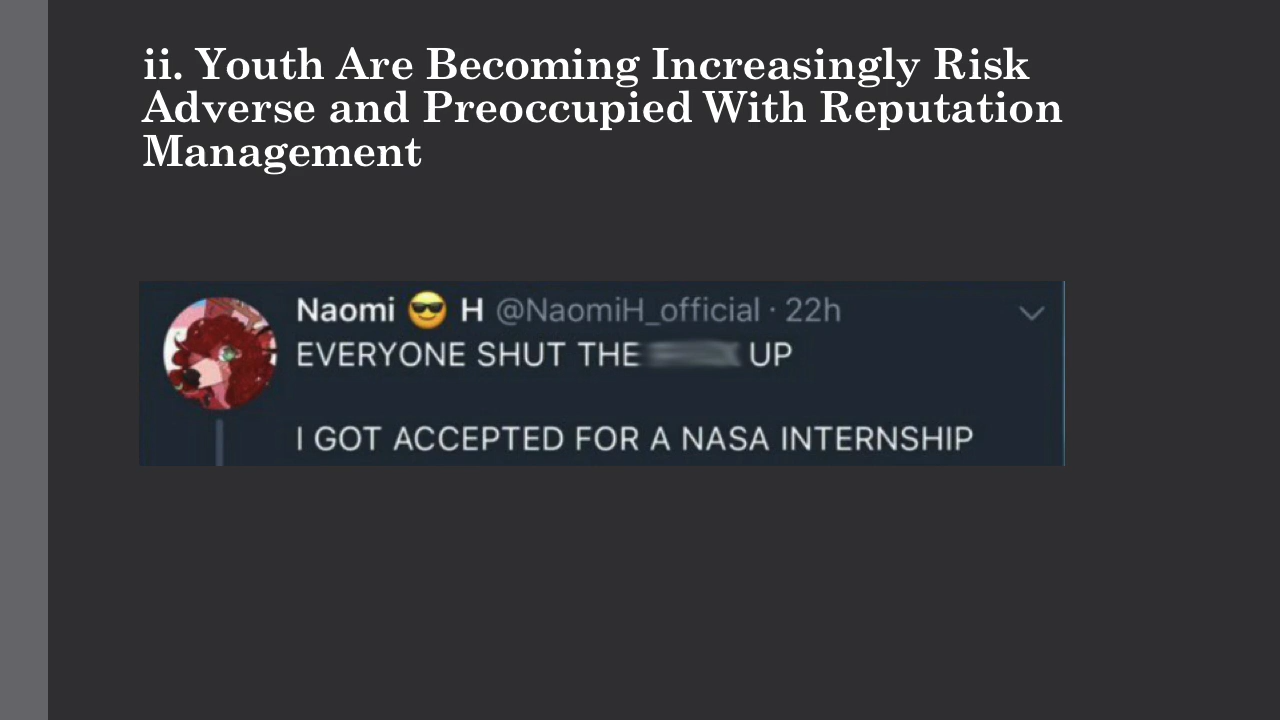 ii. Youth Are Becoming Increasingly Risk
Adverse and Preoccupied With Reputation
Management
Naomi 😎 H @NaomiH_official · 22h
EVERYONE SHUT THE UP
I GOT ACCEPTED FOR A NASA INTERNSHIP